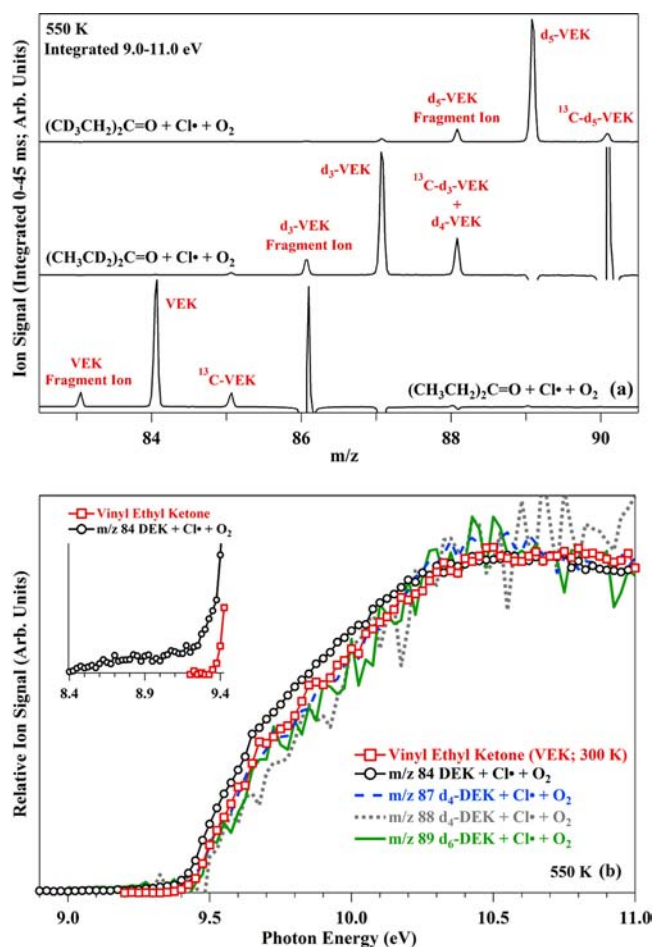 550 K
Integrated 9.0-11.0 eV
d₅-VEK
(CD₃CH₂)₂C=O + Cl• + O₂
d₅-VEK
Fragment Ion
¹³C-d₅-VEK
d₃-VEK
(CH₃CD₂)₂C=O + Cl• + O₂
d₃-VEK
Fragment Ion
¹³C-d₃-VEK
+
d₄-VEK
VEK
VEK
Fragment Ion
¹³C-VEK
(CH₃CH₂)₂C=O + Cl• + O₂ (a)
Ion Signal (Integrated 0-45 ms; Arb. Units)
84 86 88 90
m/z
Vinyl Ethyl Ketone
m/z 84 DEK + Cl• + O₂
8.4 8.9 9.4
Relative Ion Signal (Arb. Units)
Vinyl Ethyl Ketone (VEK; 300 K)
m/z 84 DEK + Cl• + O₂
m/z 87 d₄-DEK + Cl• + O₂
m/z 88 d₄-DEK + Cl• + O₂
m/z 89 d₆-DEK + Cl• + O₂
550 K (b)
9.0 9.5 10.0 10.5 11.0
Photon Energy (eV)